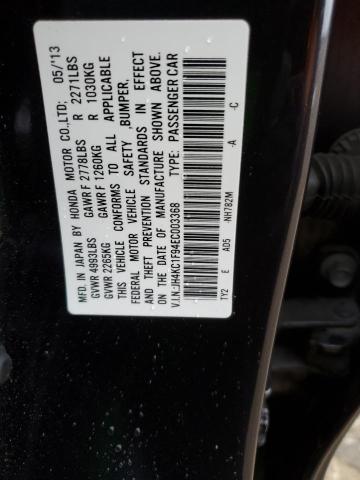 MFD. IN JAPAN BY HONDA MOTOR CO.,LTD; 05/'13
GVWR 4993LBS GAWR F 2778LBS R 2271LBS
GVWR 2265KG GAWR F 1260KG R 1030KG
THIS VEHICLE CONFORMS TO ALL APPLICABLE
FEDERAL MOTOR VEHICLE SAFETY ,BUMPER,
AND THEFT PREVENTION STANDARDS IN EFFECT
ON THE DATE OF MANUFACTURE SHOWN ABOVE.
V.I.N.:JH4KC1F94EC003368 TYPE: PASSENGER CAR
TY2 E AD5 -NH782M -A -C